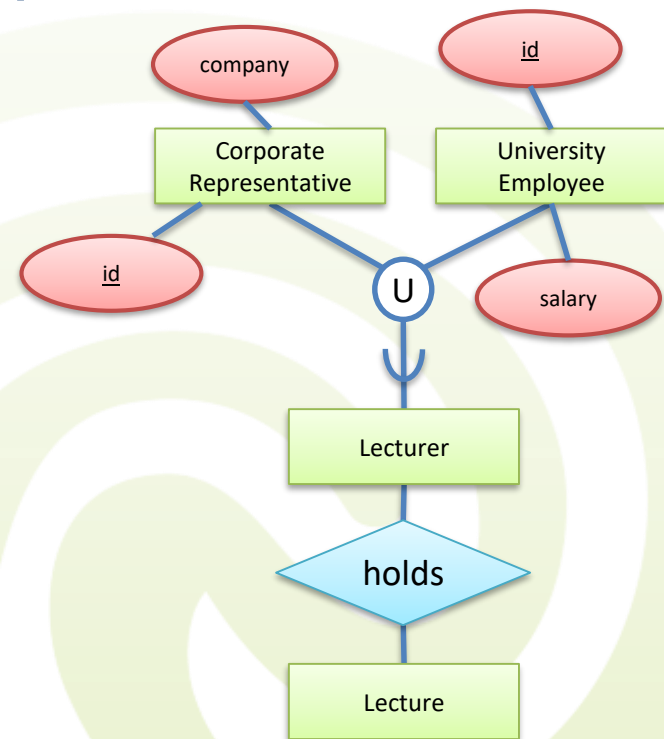 id
company
Corporate
Representative
University
Employee
id
U
salary
Lecturer
holds
Lecture